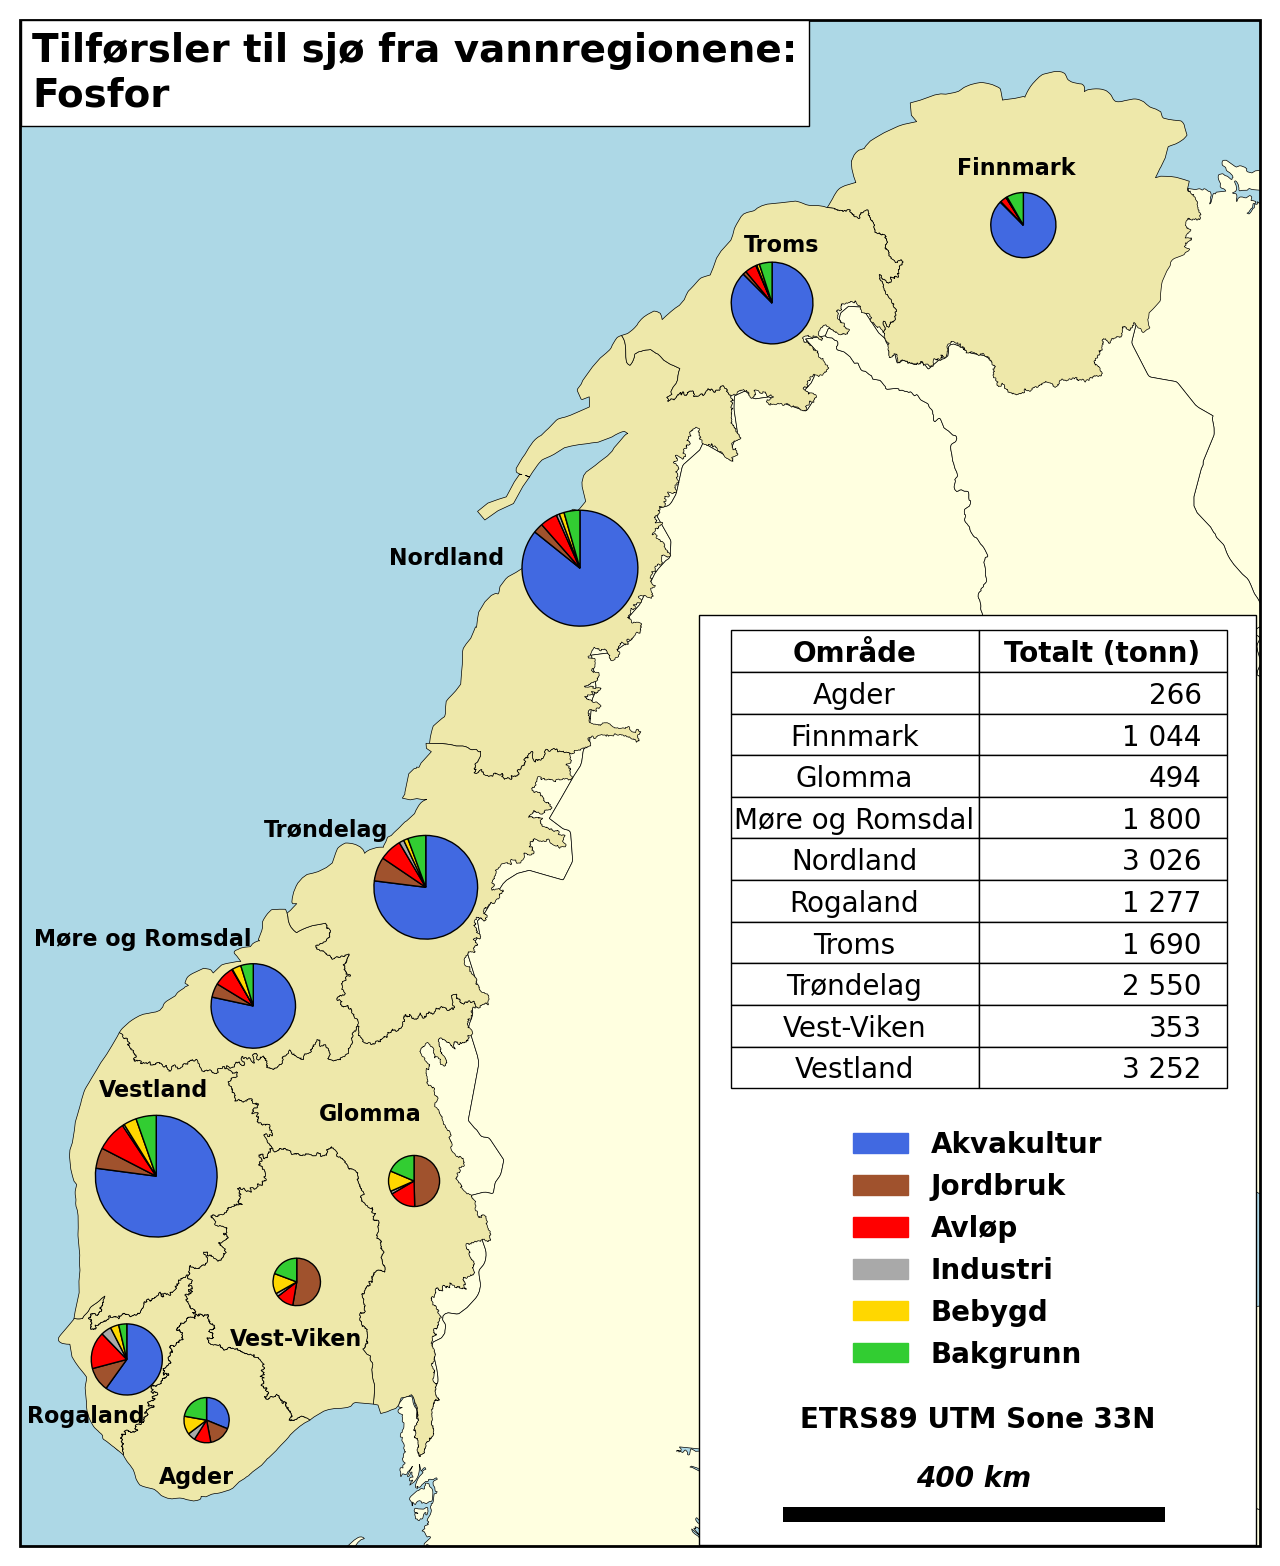 Tilførsler til sjø fra vannregionene:
Fosfor
Finnmark
Troms
Nordland
Trøndelag
Møre og Romsdal
Vestland
Glomma
Vest-Viken
Rogaland
Agder
Område Totalt (tonn)
Agder 266
Finnmark 1 044
Glomma 494
Møre og Romsdal 1 800
Nordland 3 026
Rogaland 1 277
Troms 1 690
Trøndelag 2 550
Vest-Viken 353
Vestland 3 252
Akvakultur
Jordbruk
Avløp
Industri
Bebygd
Bakgrunn
ETRS89 UTM Sone 33N
400 km